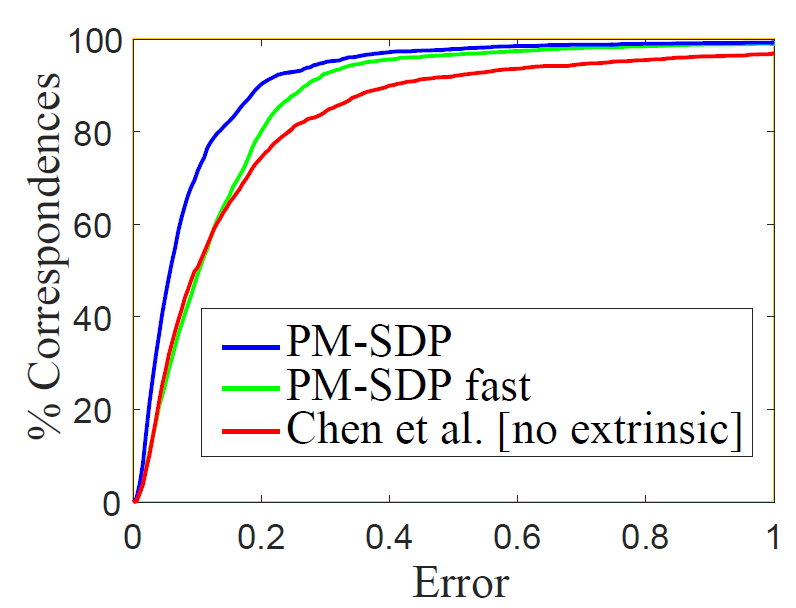 100
80
60
40
20
0
% Correspondences
PM-SDP
PM-SDP fast
Chen et al. [no extrinsic]
0 0.2 0.4 0.6 0.8 1
Error